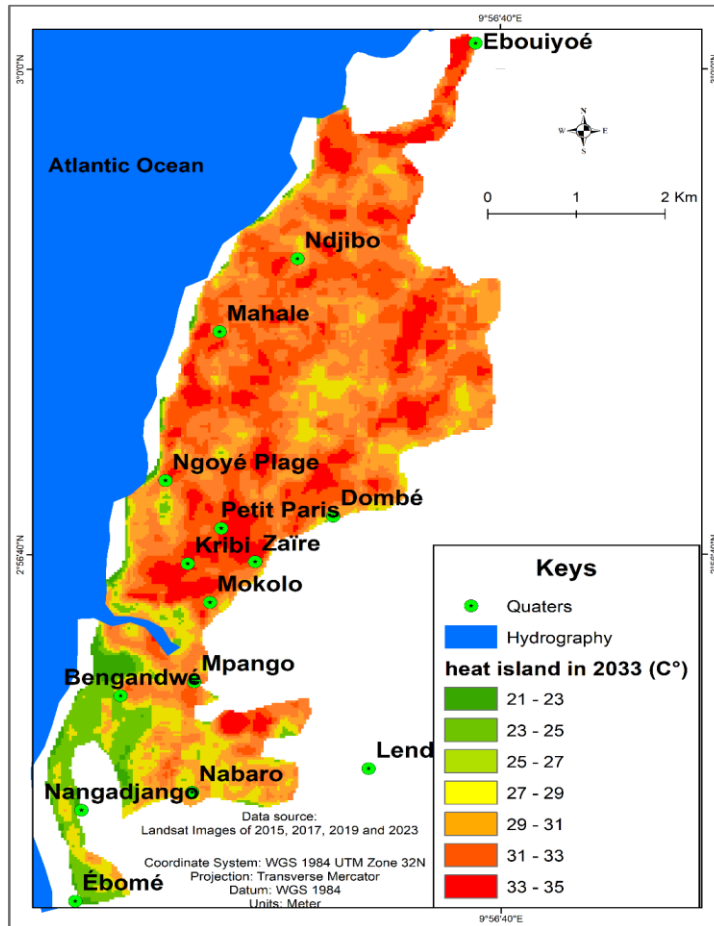 9°56'40"E
Ebouiyoé
3°0'0"N
N
W E
S
Atlantic Ocean
0 1 2 Km
Ndjibo
Mahale
Ngoyé Plage
Dombé
Petit Paris
Kribi Zaïre
2°56'40"N
Mokolo
Keys
Quaters
Hydrography
heat island in 2033 (C°)
21 - 23
23 - 25
25 - 27
27 - 29
29 - 31
31 - 33
33 - 35
Mpango
Bengandwé
Lend
Nabaro
Nangadjango
Data source:
Landsat Images of 2015, 2017, 2019 and 2023
Coordinate System: WGS 1984 UTM Zone 32N
Projection: Transverse Mercator
Datum: WGS 1984
Units: Meter
Ébomé
9°56'40"E